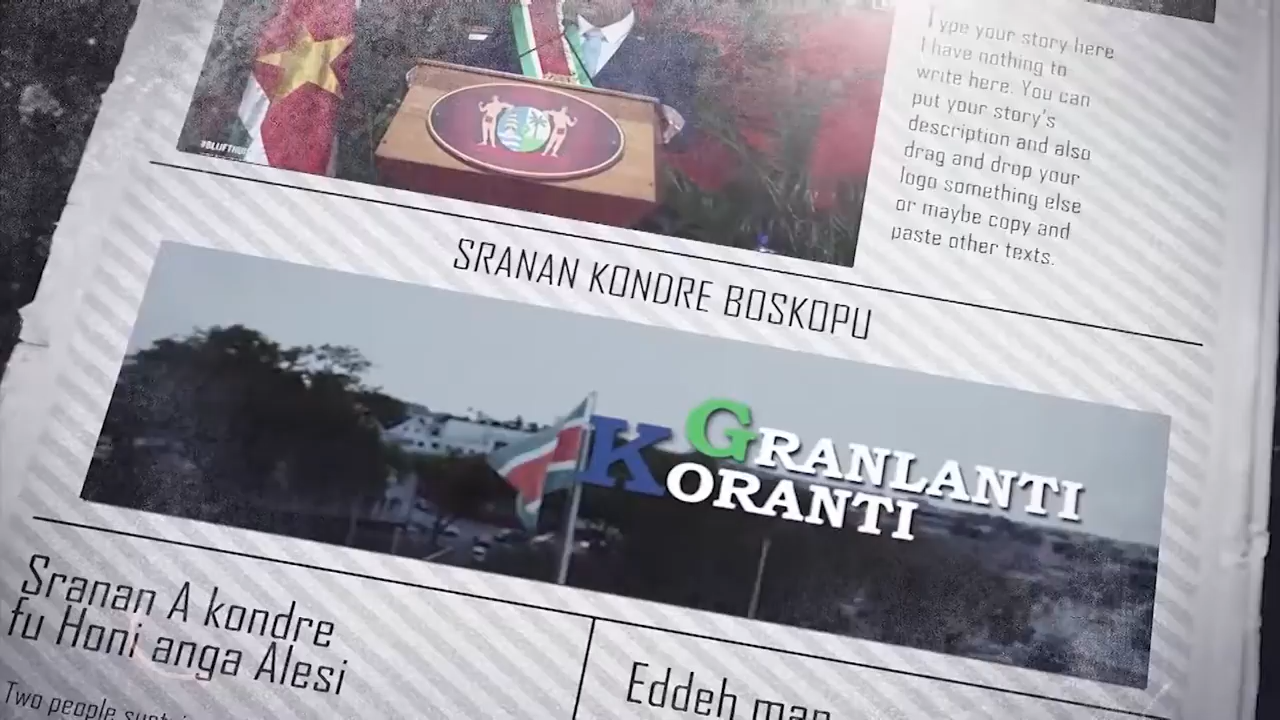 Type your story here
I have nothing to
write here. You can
put your story's
description and also
drag and drop your
logo something else
or maybe copy and
paste other texts.
SRANAN KONDRE BOSKOPU
GRANLANTI
KORANTI
Sranan A kondre
fu Honi anga Alesi
Two people
Eddeh man